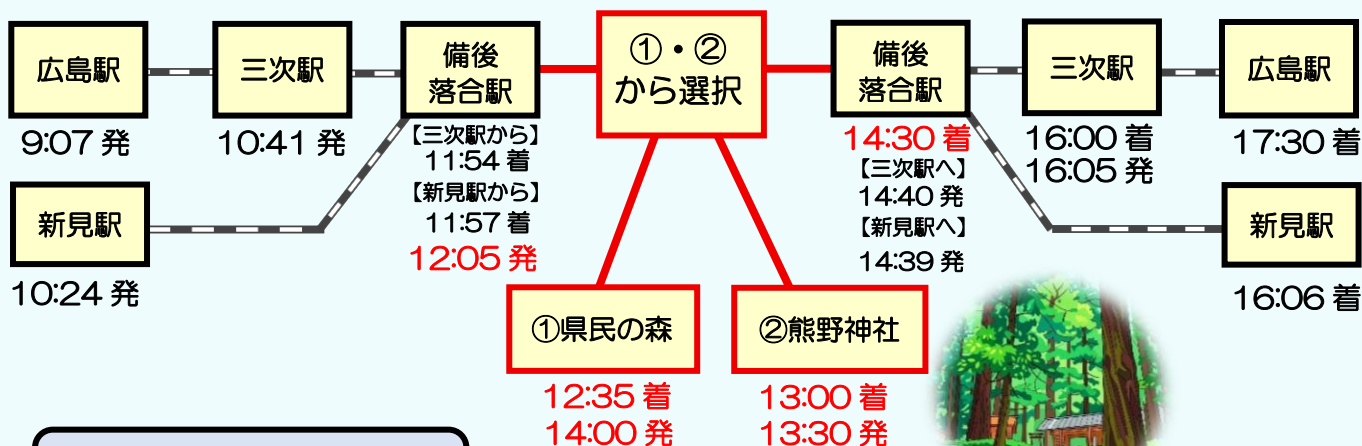 広島駅
9:07 発
三次駅
10:41 発
新見駅
10:24 発
備後
落合駅
【三次駅から】
11:54 着
【新見駅から】
11:57 着
12:05 発
①・②
から選択
①県民の森
12:35 着
14:00 発
②熊野神社
13:00 着
13:30 発
備後
落合駅
14:30 着
【三次駅へ】
14:40 発
【新見駅へ】
14:39 発
三次駅
16:00 着
16:05 発
広島駅
17:30 着
新見駅
16:06 着